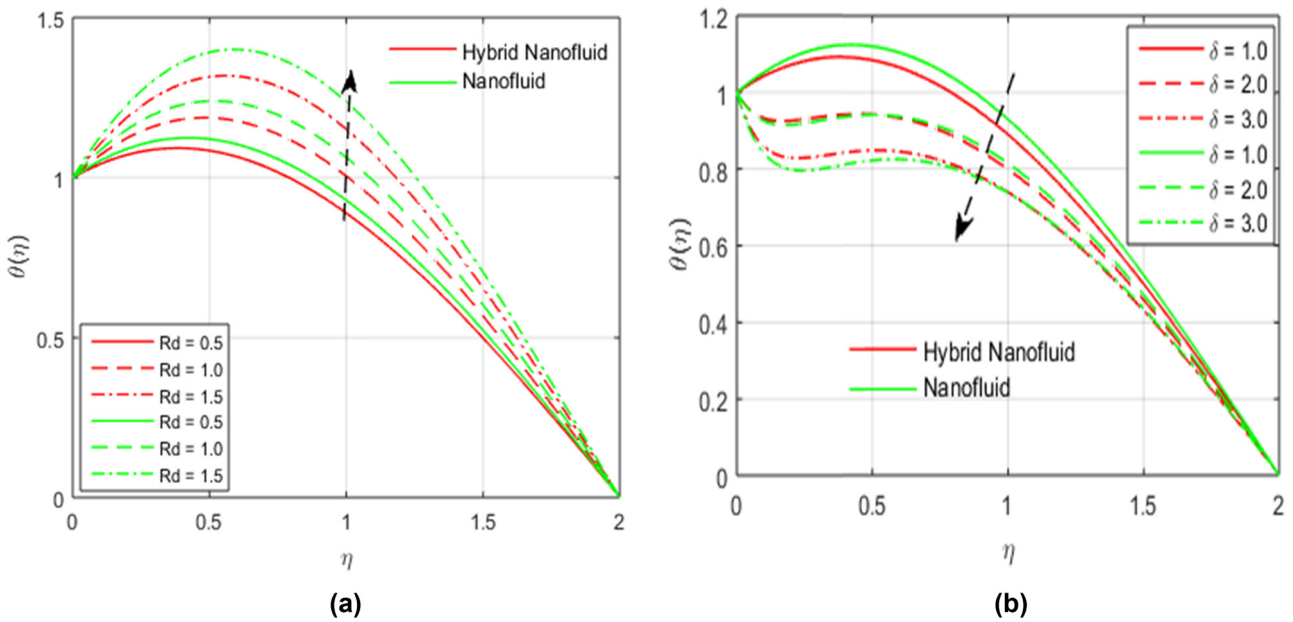 1.5
1
0.5
0
0
0.5
1
1.5
2
θ(η)
η
Hybrid Nanofluid
Nanofluid
Rd = 0.5
Rd = 1.0
Rd = 1.5
Rd = 0.5
Rd = 1.0
Rd = 1.5
(a)
1.2
1
0.8
0.6
0.4
0.2
0
0
0.5
1
1.5
2
θ(η)
η
δ = 1.0
δ = 2.0
δ = 3.0
δ = 1.0
δ = 2.0
δ = 3.0
Hybrid Nanofluid
Nanofluid
(b)